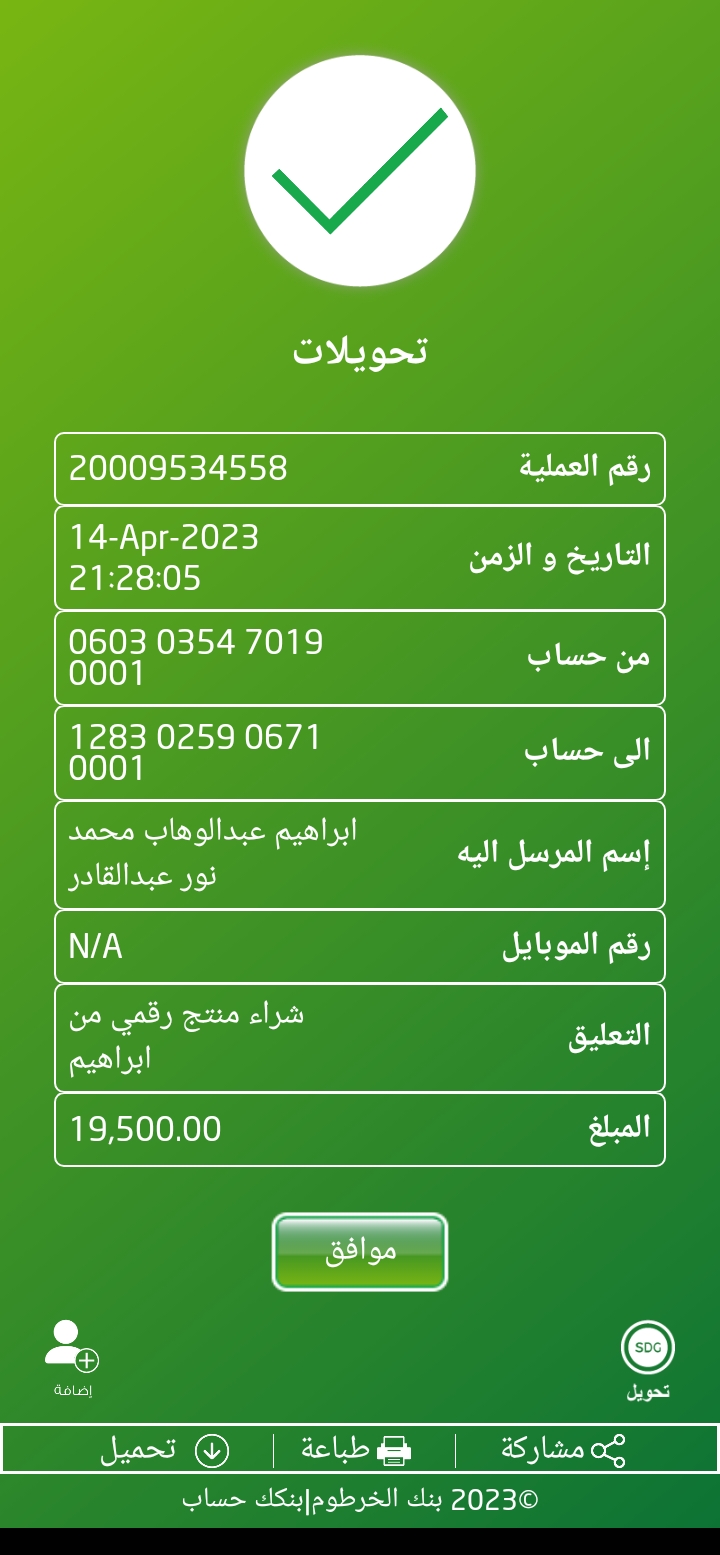 تحويلات
رقم العملية 20009534558
التاريخ و الزمن 14-Apr-2023
21:28:05
من حساب 0603 0354 7019
0001
الى حساب 1283 0259 0671
0001
إسم المرسل اليه ابراهيم عبدالوهاب محمد
نور عبدالقادر
رقم الموبايل N/A
التعليق شراء منتج رقمي من
ابراهيم
المبلغ 19,500.00
موافق
SDG
تحويل
إضافة
مشاركة طباعة تحميل
©2023 بنك الخرطوم|بنكك حساب